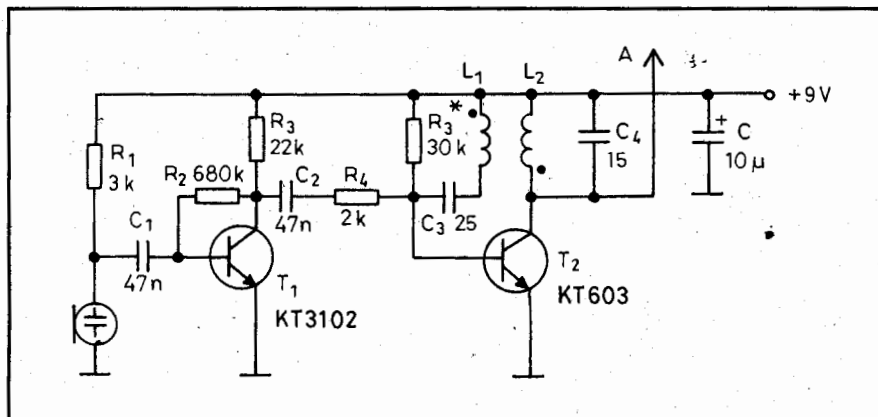 A
L₁
L₂
*
+9V
R₁
3k
R₂ 680k
R₃
22k
C₂
47n
R₄
2k
R₃
30k
C₃ 25
C₄
15
+
C
10µ
C₁
47n
T₁
KT3102
T₂
KT603